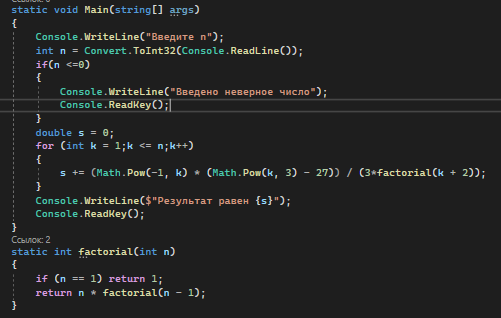 static void Main(string[] args)
{
Console.WriteLine("Введите n");
int n = Convert.ToInt32(Console.ReadLine());
if(n <=0)
{
Console.WriteLine("Введено неверное число");
Console.ReadKey();
}
double s = 0;
for (int k = 1;k <= n;k++)
{
s += (Math.Pow(-1, k) * (Math.Pow(k, 3) - 27)) / (3*factorial(k + 2));
}
Console.WriteLine($"Результат равен {s}");
Console.ReadKey();
}
Ссылок: 2
static int factorial(int n)
{
if (n == 1) return 1;
return n * factorial(n - 1);
}